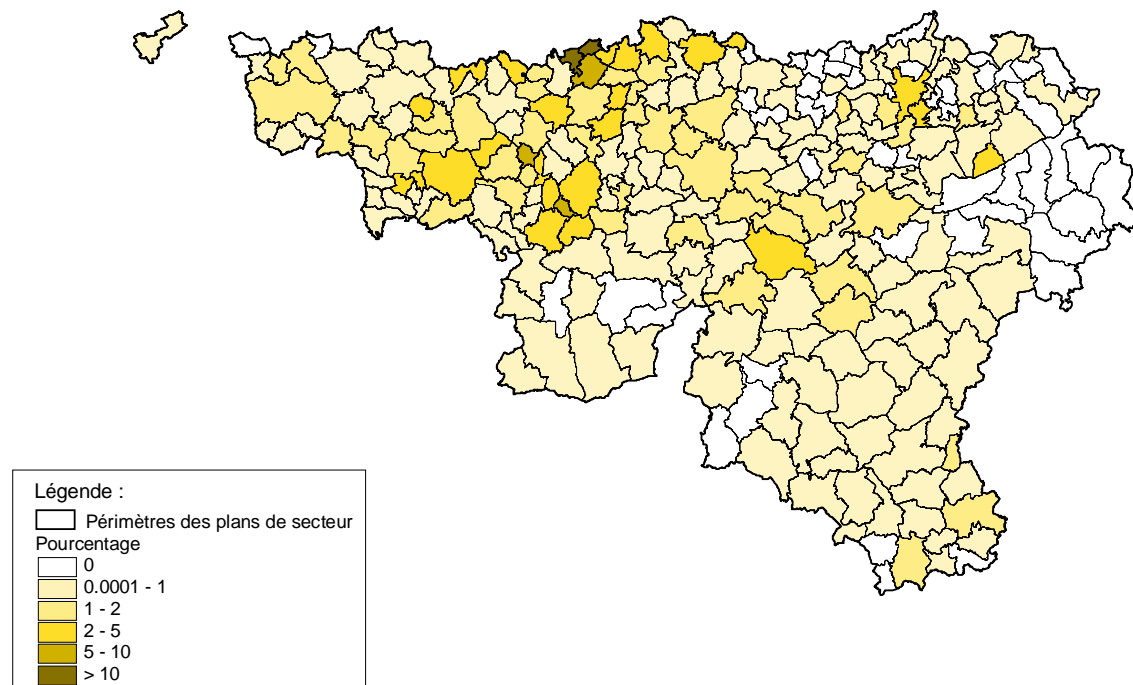 Légende :
Périmètres des plans de secteur
Pourcentage
0
0.0001 - 1
1 - 2
2 - 5
5 - 10
> 10